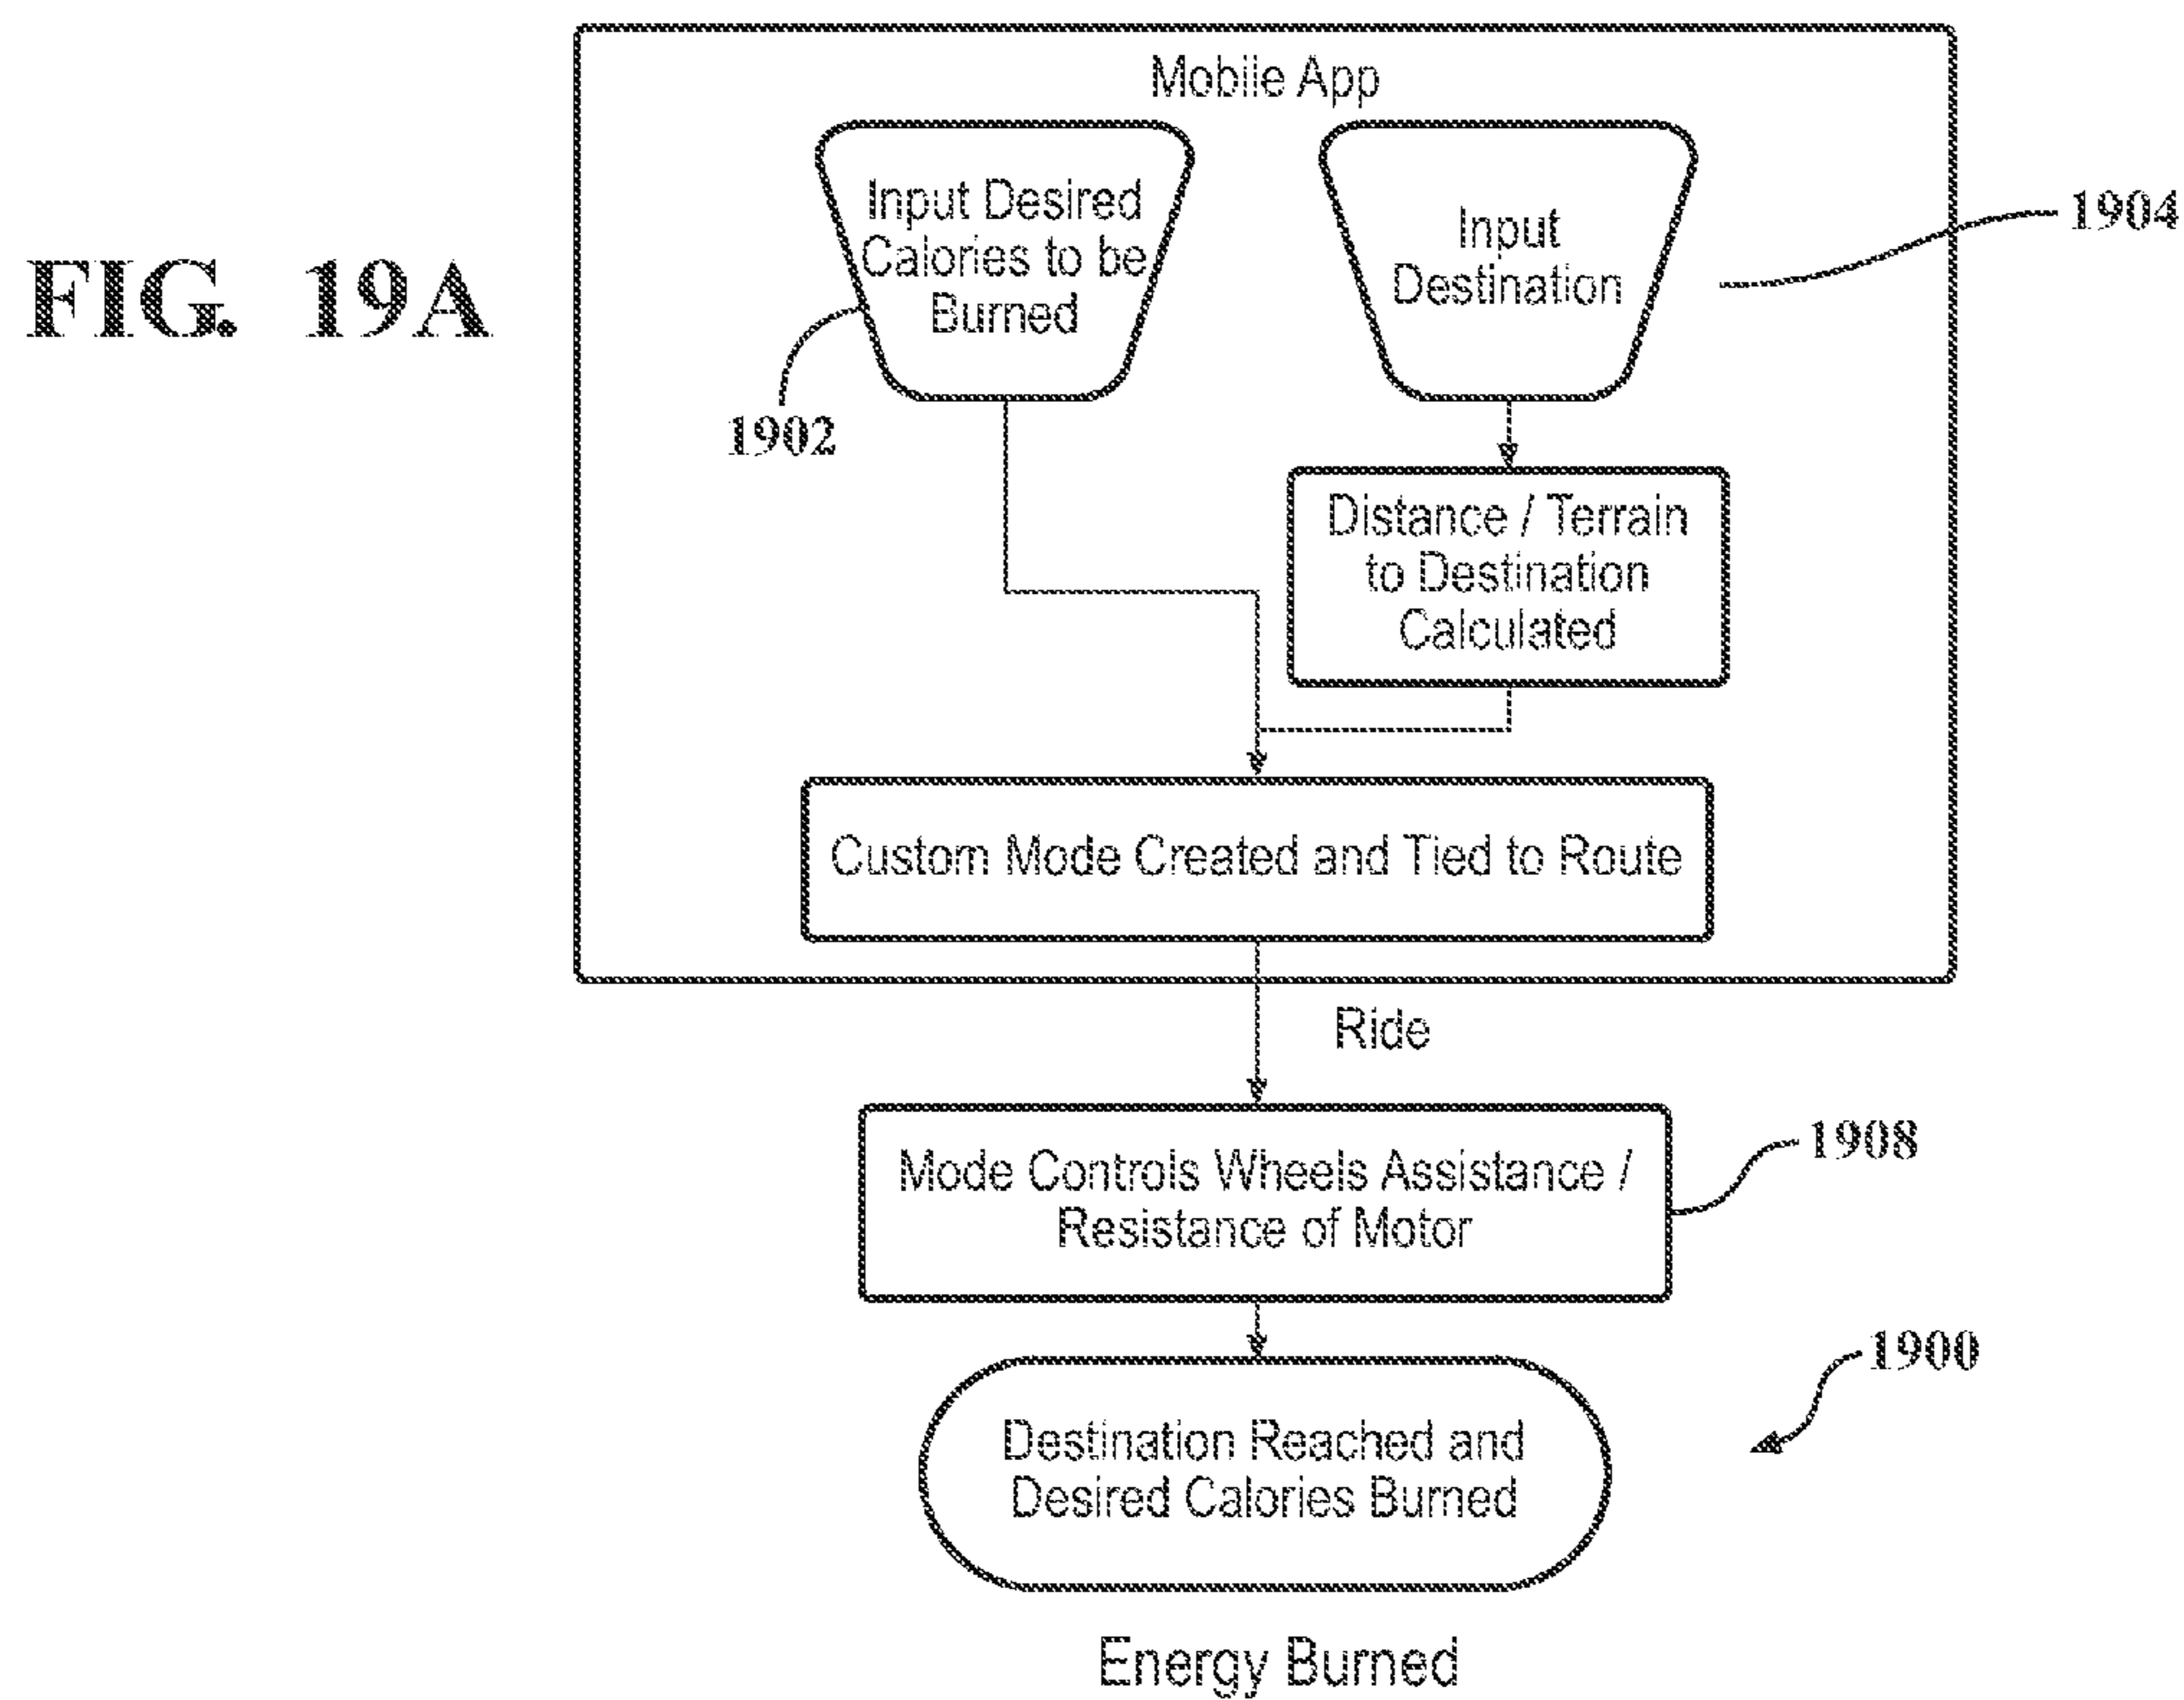 FIG. 19A
Mobile App
Input Desired
Calories to be
Burned
1902
Input
Destination
1904
Distance / Terrain
to Destination
Calculated
Custom Mode Created and Tied to Route
Ride
Mode Controls Wheels Assistance /
Resistance of Motor
1908
Destination Reached and
Desired Calories Burned
1900
Energy Burned